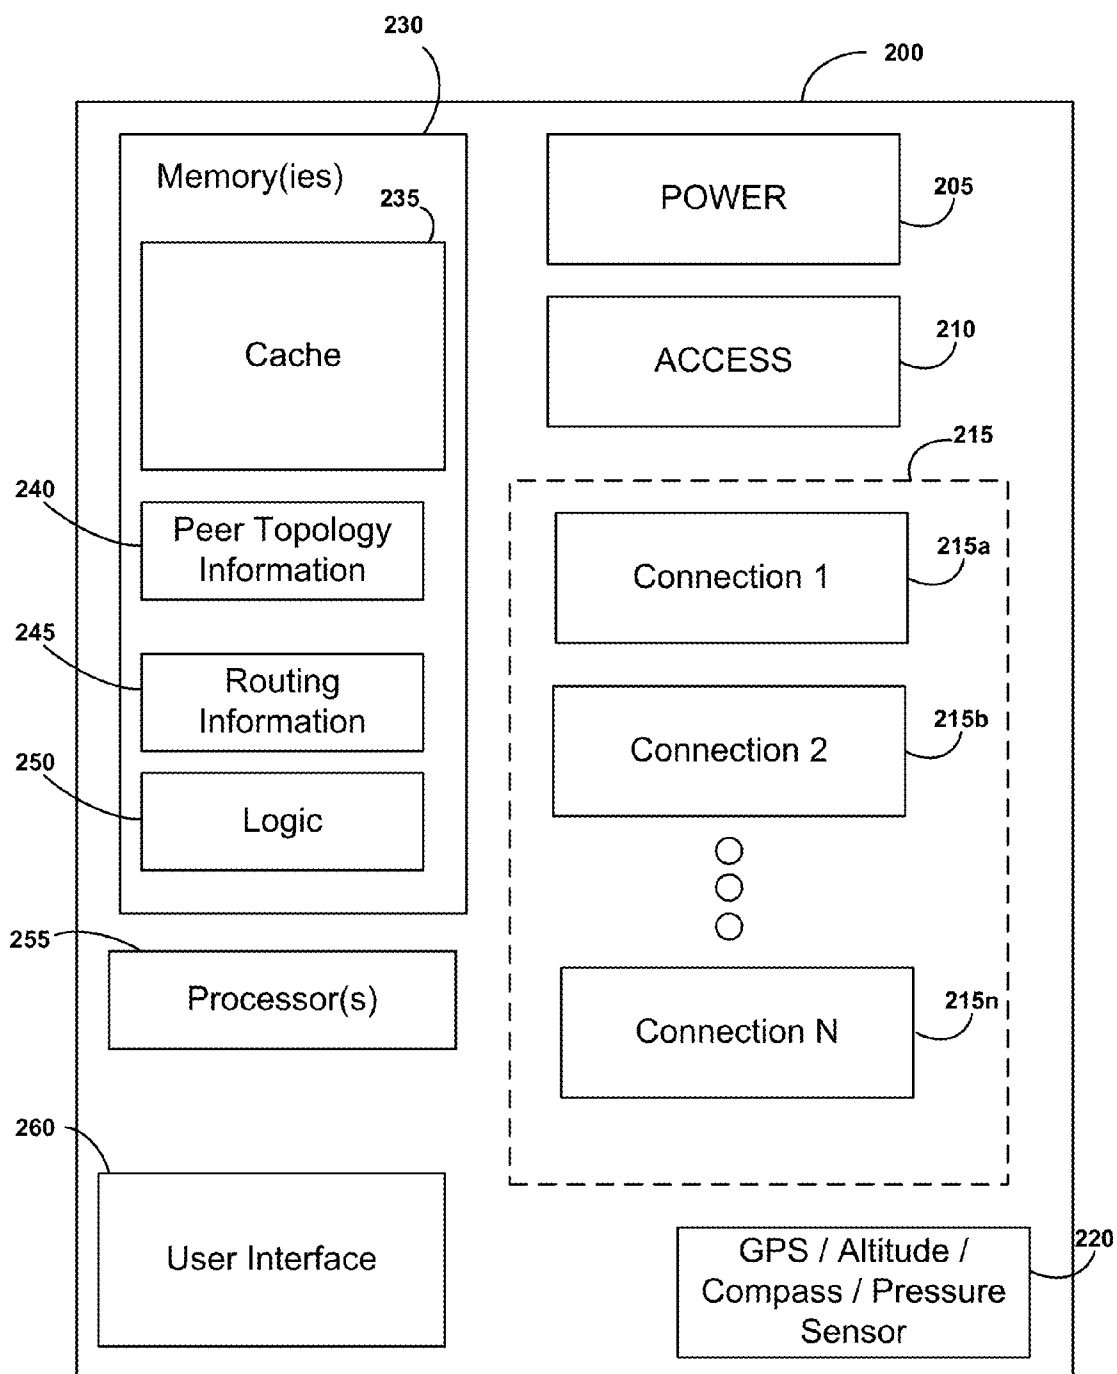 230
200
Memory(ies)
235
Cache
240
Peer Topology
Information
245
Routing
Information
250
Logic
255
Processor(s)
260
User Interface
POWER
205
ACCESS
210
215
Connection 1
215a
Connection 2
215b
Connection N
215n
GPS / Altitude /
Compass / Pressure
Sensor
220